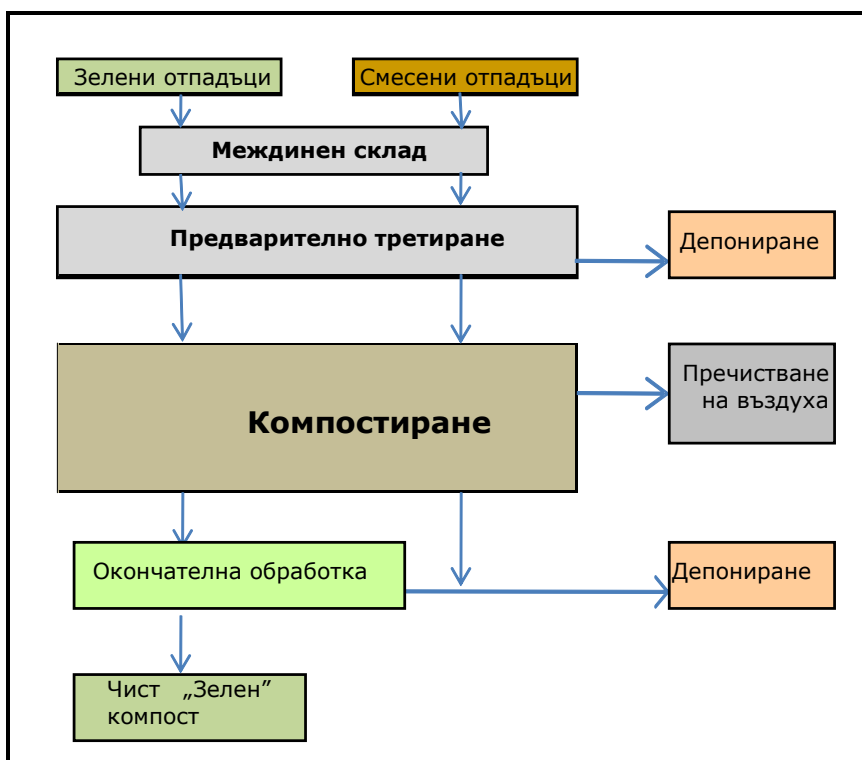 Зелени отпадъци
Смесени отпадъци
Междинен склад
Предварително третиране
Депониране
Компостиране
Пречистване
на въздуха
Окончателна обработка
Депониране
Чист „Зелен”
компост